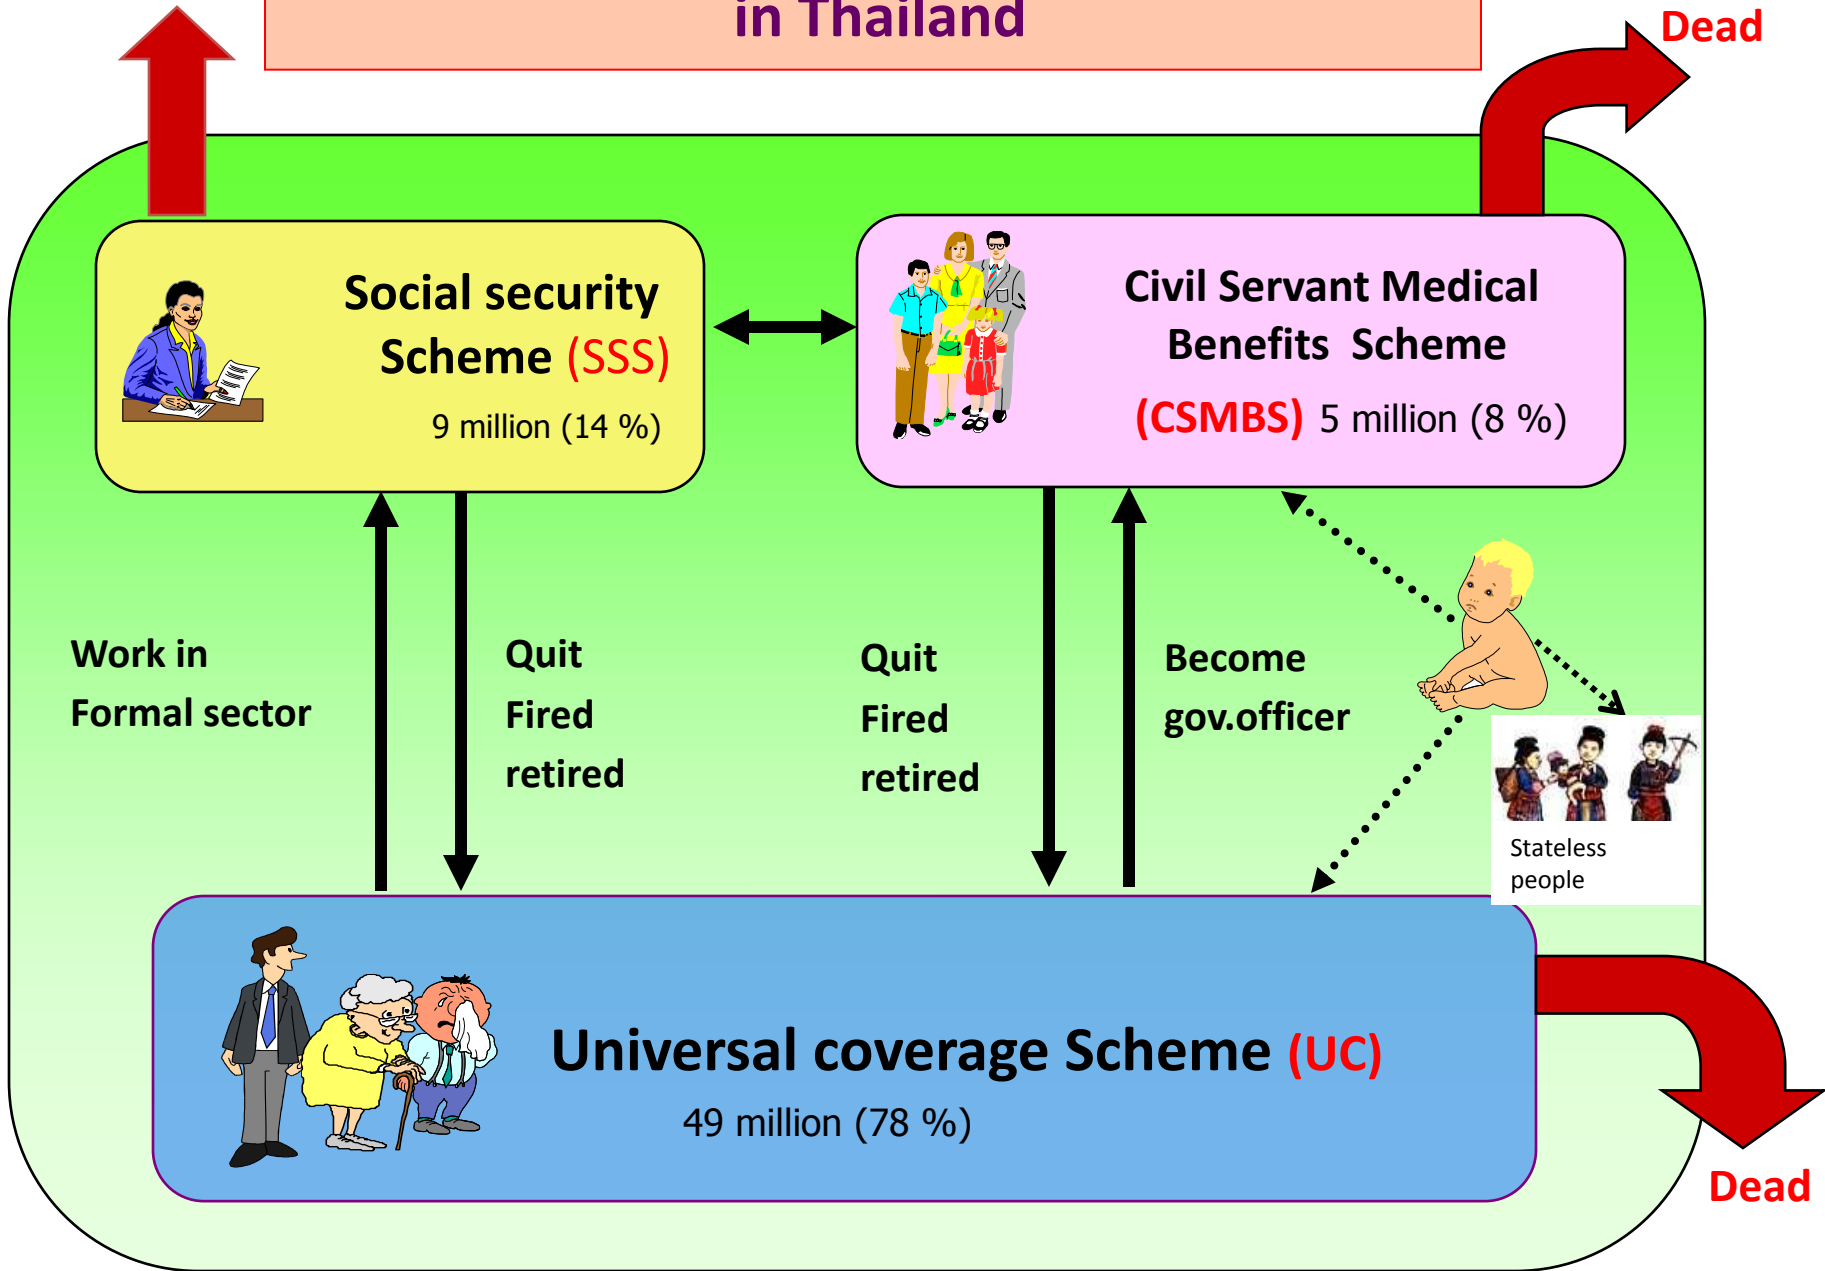 in Thailand
Dead
Social security
Scheme (SSS)
9 million (14 %)
Civil Servant Medical
Benefits Scheme
(CSMBS) 5 million (8 %)
Work in
Formal sector
Quit
Fired
retired
Quit
Fired
retired
Become
gov.officer
Stateless
people
Universal coverage Scheme (UC)
49 million (78 %)
Dead